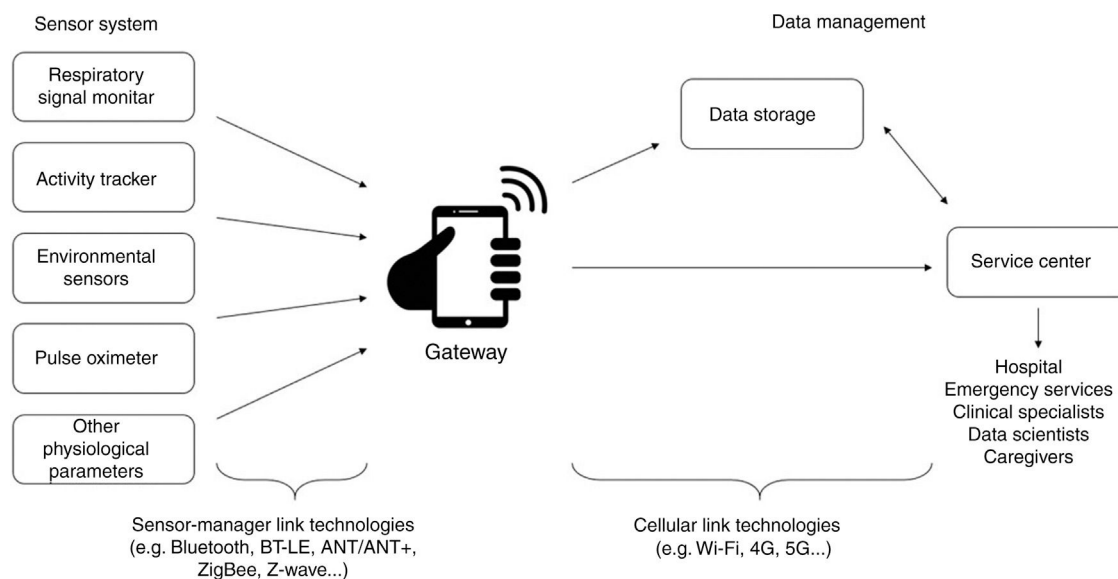 Sensor system
Respiratory
signal monitar
Activity tracker
Environmental
sensors
Pulse oximeter
Other
physiological
parameters
Gateway
Sensor-manager link technologies
(e.g. Bluetooth, BT-LE, ANT/ANT+,
ZigBee, Z-wave...)
Data management
Data storage
Service center
Hospital
Emergency services
Clinical specialists
Data scientists
Caregivers
Cellular link technologies
(e.g. Wi-Fi, 4G, 5G...)